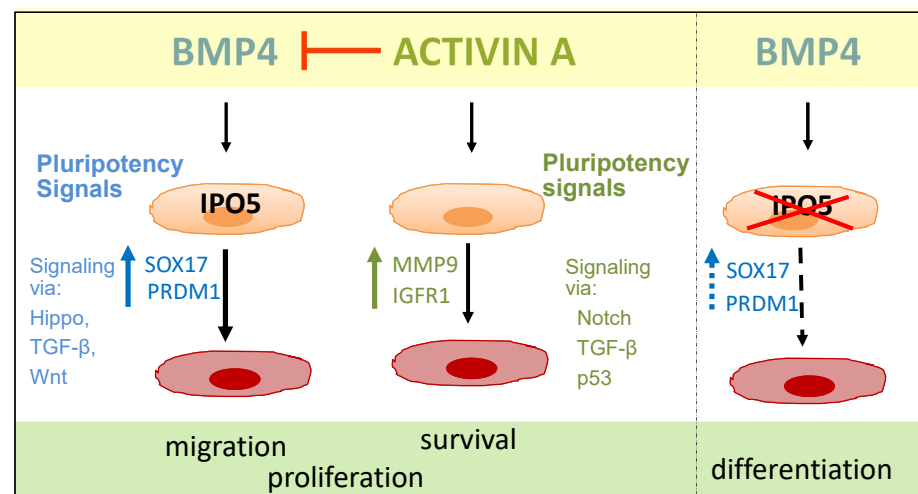 BMP4
ACTIVIN A
BMP4
Pluripotency
Signals
Pluripotency
signals
IPO5
IPO5
Signaling
via:
Hippo,
TGF-β,
Wnt
SOX17
PRDM1
MMP9
IGFR1
Signaling
via:
Notch
TGF-β
p53
SOX17
PRDM1
migration
survival
proliferation
differentiation